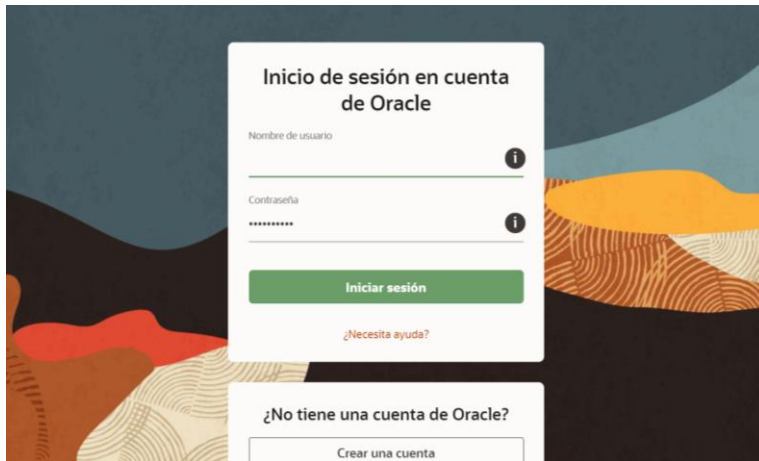 Inicio de sesión en cuenta
de Oracle
Nombre de usuario
i
Contraseña
••••••••••
i
Iniciar sesión
¿Necesita ayuda?
¿No tiene una cuenta de Oracle?
Crear una cuenta